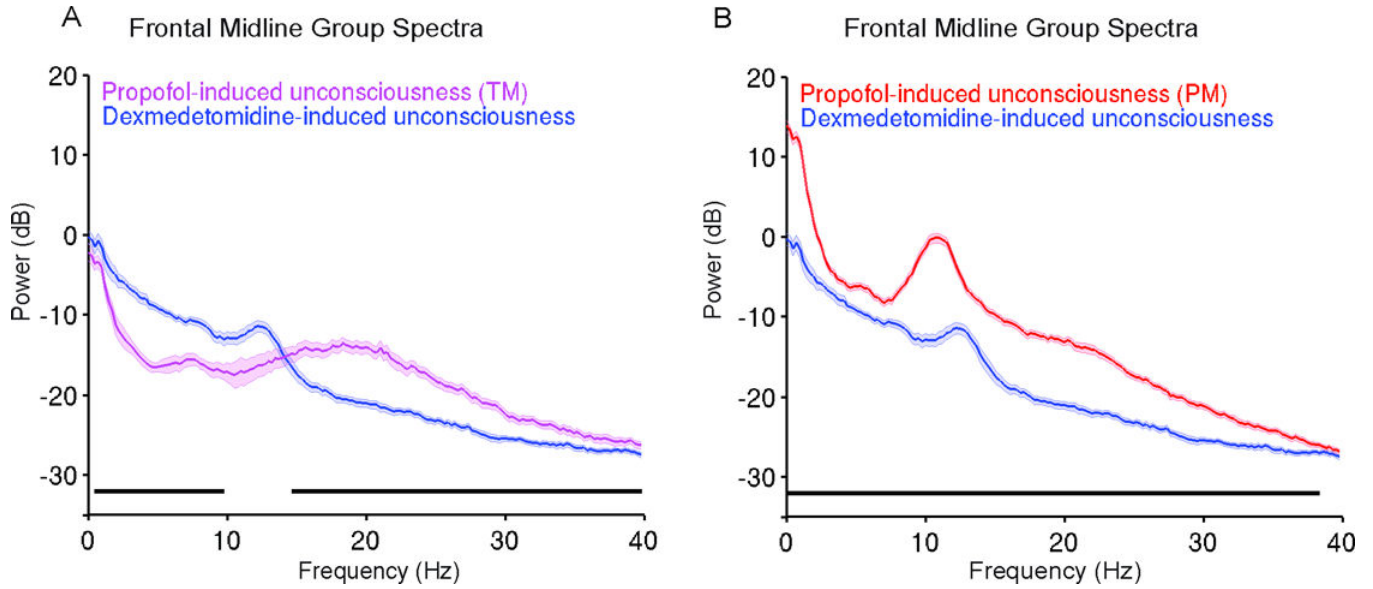 A
Frontal Midline Group Spectra
Propofol-induced unconsciousness (TM)
Dexmedetomidine-induced unconsciousness
Power (dB)
20
10
0
-10
-20
-30
0 10 20 30 40
Frequency (Hz)
B
Frontal Midline Group Spectra
Propofol-induced unconsciousness (PM)
Dexmedetomidine-induced unconsciousness
Power (dB)
20
10
0
-10
-20
-30
0 10 20 30 40
Frequency (Hz)